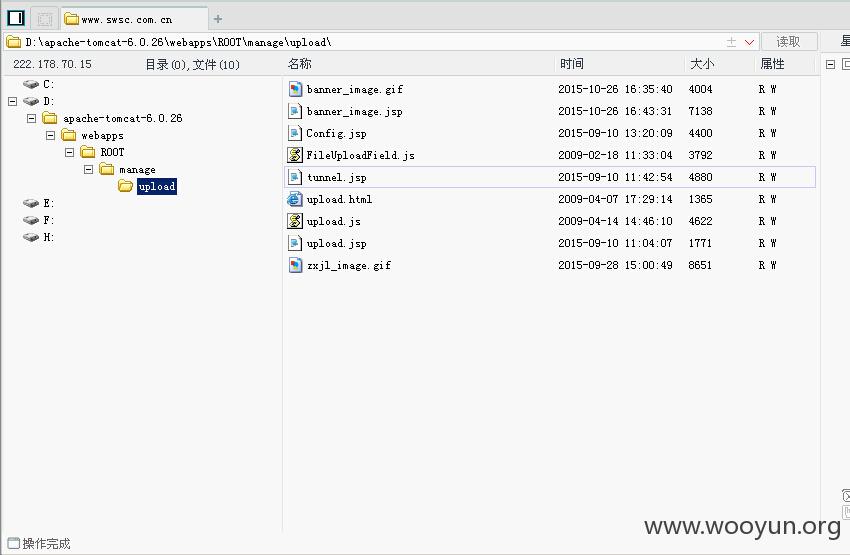 www.swsc.com.cn
D:\apache-tomcat-6.0.26\webapps\ROOT\manage\upload\
读取
222.178.70.15 目录(0),文件(10)
名称 时间 大小 属性
C:
D:
apache-tomcat-6.0.26
webapps
ROOT
manage
upload
E:
F:
H:
banner_image.gif 2015-10-26 16:35:40 4004 R W
banner_image.jsp 2015-10-26 16:43:31 7138 R W
Config.jsp 2015-09-10 13:20:09 4400 R W
FileUploadField.js 2009-02-18 11:33:04 3792 R W
tunnel.jsp 2015-09-10 11:42:54 4880 R W
upload.html 2009-04-07 17:29:14 1365 R W
upload.js 2009-04-14 14:46:10 4622 R W
upload.jsp 2015-09-10 11:04:07 1771 R W
zxjl_image.gif 2015-09-28 15:00:49 8651 R W
www.wooyun.org
操作完成